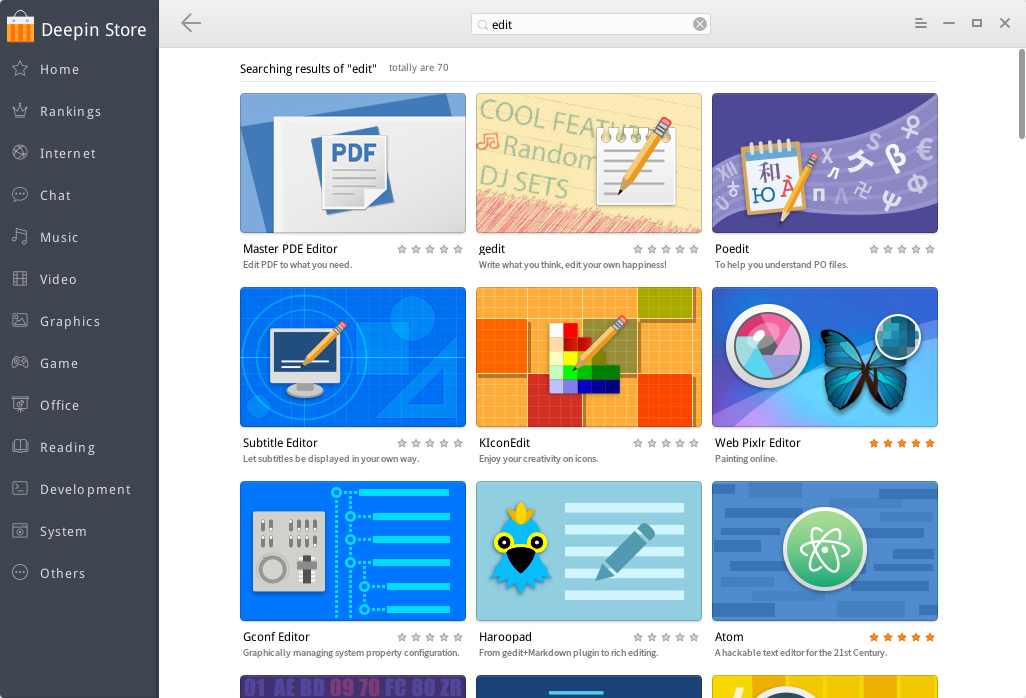 Deepin Store
edit
Home
Rankings
Internet
Chat
Music
Video
Graphics
Game
Office
Reading
Development
System
Others
Searching results of "edit" totally are 70
PDF
COOL FEATU
Random
DJ SETS
和
Ю À
Master PDE Editor
Edit PDF to what you need.
gedit
Write what you think, edit your own happiness!
Poedit
To help you understand PO files.
Subtitle Editor
Let subtitles be displayed in your own way.
KIconEdit
Enjoy your creativity on icons.
Web Pixlr Editor
Painting online.
Gconf Editor
Graphically managing system property configuration.
Haroopad
From gedit+Markdown plugin to rich editing.
Atom
A hackable text editor for the 21st Century.
01 AE BD 09 70 FC 80 ZR